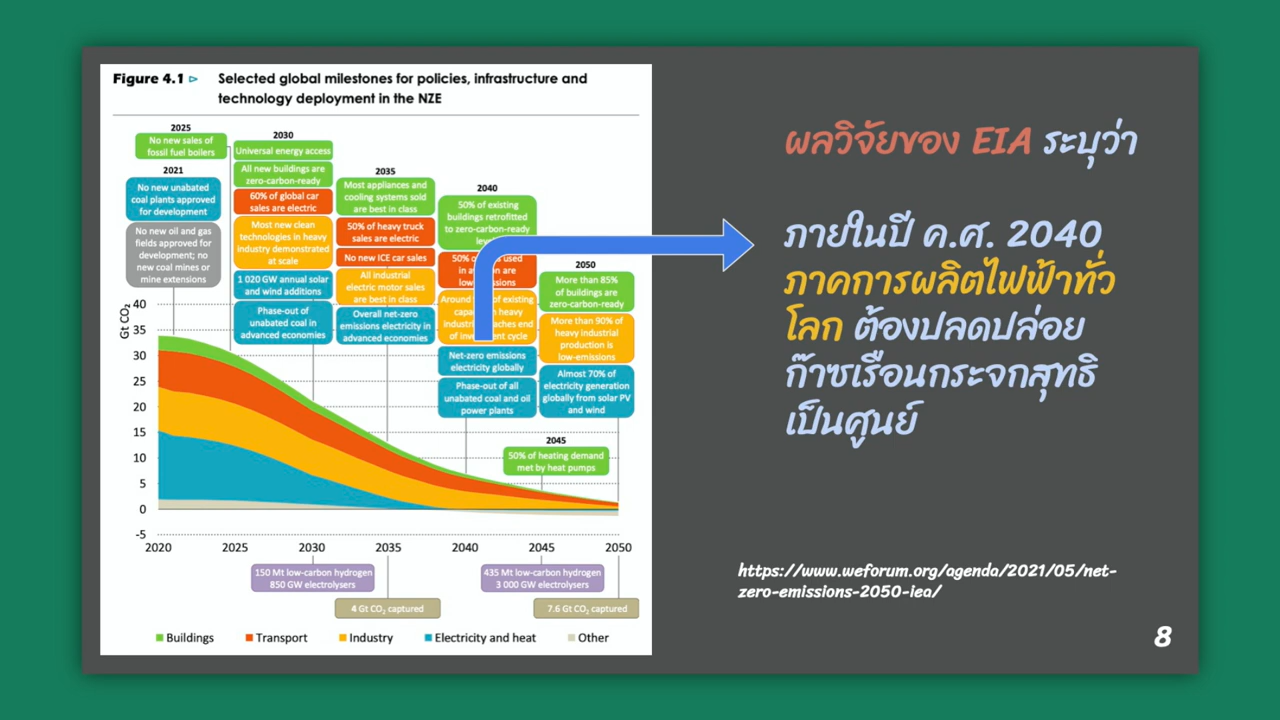 Figure 4.1 ▷ Selected global milestones for policies, infrastructure and
technology deployment in the NZE
2025
No new sales of
fossil fuel boilers
2021
No new unabated
coal plants approved
for development
No new oil and gas
fields approved for
development; no
new coal mines or
mine extensions
2030
Universal energy access
All new buildings are
zero-carbon-ready
60% of global car
sales are electric
Most new clean
technologies in heavy
industry demonstrated
at scale
1 020 GW annual solar
and wind additions
Phase-out of
unabated coal in
advanced economies
2035
Most appliances and
cooling systems sold
are best in class
50% of heavy truck
sales are electric
No new ICE car sales
All industrial
electric motor sales
are best in class
Overall net-zero
emissions electricity in
advanced economies
2040
50% of existing
buildings retrofitted
to zero-carbon-ready
50% used
in are
Around of existing
heavy
cycle
Net-zero emissions
electricity globally
Phase-out of all
unabated coal and oil
power plants
2050
More than 85%
of buildings are
zero-carbon-ready
More than 90% of
heavy industrial
production is
low-emissions
Almost 70% of
electricity generation
globally from solar PV
and wind
2045
50% of heating demand
met by heat pumps
Gt CO₂
40
35
30
25
20
15
10
5
0
-5
2020 2025 2030 2035 2040 2045 2050
150 Mt low-carbon hydrogen
850 GW electrolysers
435 Mt low-carbon hydrogen
3 000 GW electrolysers
4 Gt CO₂ captured
7.6 Gt CO₂ captured
Buildings Transport Industry Electricity and heat Other
ผลวิจัยของ EIA ระบุว่า
ภายในปี ค.ศ. 2040
ภาคการผลิตไฟฟ้าทั่ว
โลก ต้องปลดปล่อย
ก๊าซเรือนกระจกสุทธิ
เป็นศูนย์
https://www.weforum.org/agenda/2021/05/net-
zero-emissions-2050-iea/
8